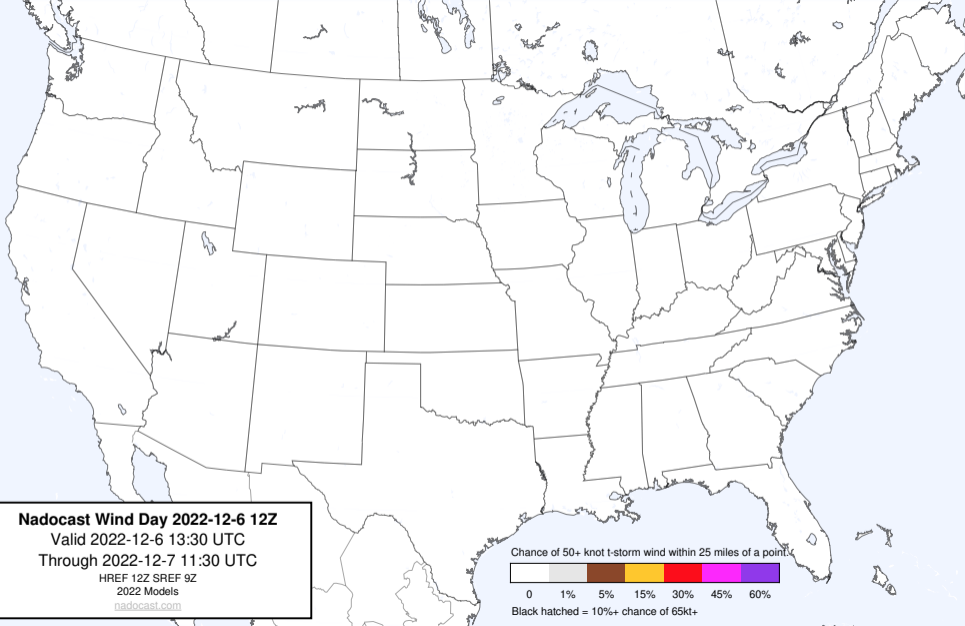 Nadocast Wind Day 2022-12-6 12Z
Valid 2022-12-6 13:30 UTC
Through 2022-12-7 11:30 UTC
HREF 12Z SREF 9Z
2022 Models
nadocast.com
Chance of 50+ knot t-storm wind within 25 miles of a point.
0 1% 5% 15% 30% 45% 60%
Black hatched = 10%+ chance of 65kt+